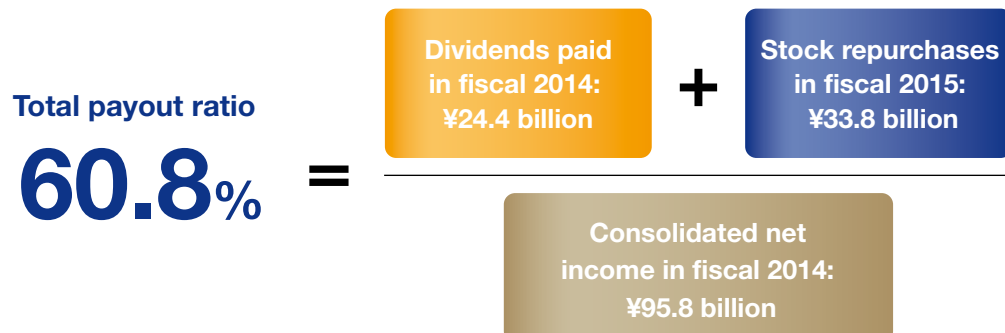 Total payout ratio
60.8%
=
Dividends paid
in fiscal 2014:
¥24.4 billion
+
Stock repurchases
in fiscal 2015:
¥33.8 billion
Consolidated net
income in fiscal 2014:
¥95.8 billion